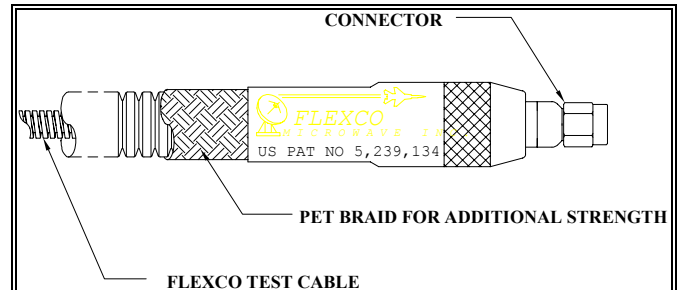 CONNECTOR
FLEXCO
MICROWAVE INC.
US PAT NO 5,239,134
PET BRAID FOR ADDITIONAL STRENGTH
FLEXCO TEST CABLE